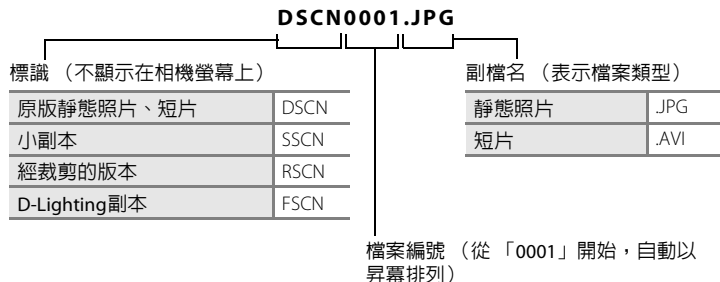 DSCN0001.JPG
標識 （不顯示在相機螢幕上）
原版靜態照片、短片 DSCN
小副本 SSCN
經裁剪的版本 RSCN
D-Lighting副本 FSCN
副檔名 （表示檔案類型）
靜態照片 .JPG
短片 .AVI
檔案編號 （從 「0001」開始，自動以
昇冪排列）